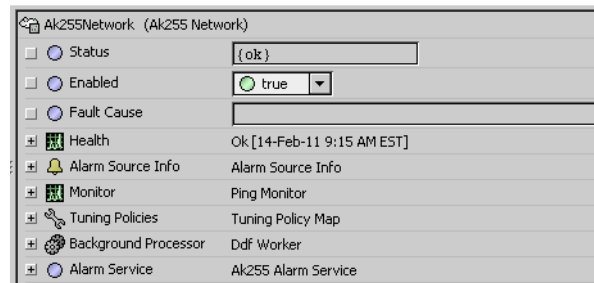 Ak255Network (Ak255 Network)
Status {ok}
Enabled true
Fault Cause
Health Ok [14-Feb-11 9:15 AM EST]
Alarm Source Info Alarm Source Info
Monitor Ping Monitor
Tuning Policies Tuning Policy Map
Background Processor Ddf Worker
Alarm Service Ak255 Alarm Service